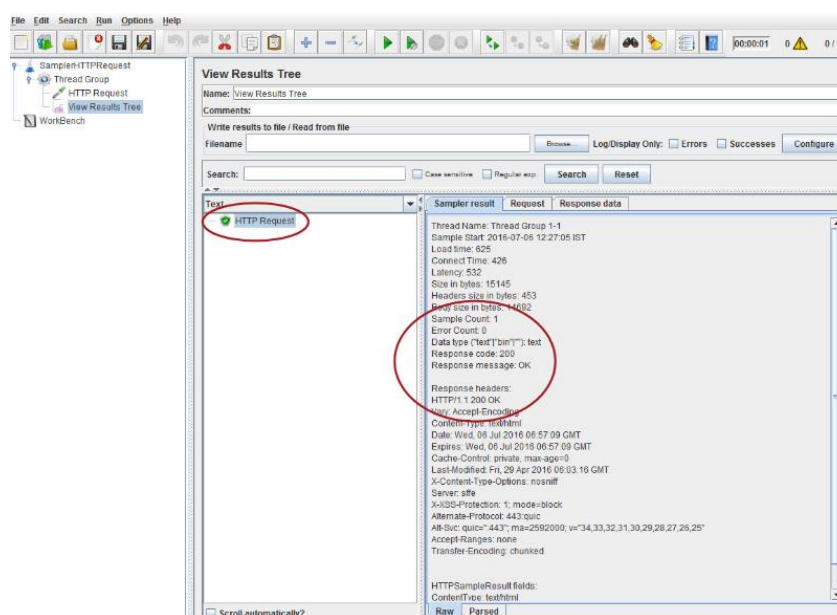 File Edit Search Run Options Help
00:00:01 0 0/
SamplerHTTPRequest
Thread Group
HTTP Request
View Results Tree
WorkBench
View Results Tree
Name: View Results Tree
Comments:
Write results to file / Read from file
Filename Browse... Log/Display Only: Errors Successes Configure
Search: Case sensitive Regular exp. Search Reset
Text
HTTP Request
Sampler result Request Response data
Thread Name: Thread Group 1-1
Sample Start: 2016-07-06 12:27:05 IST
Load time: 625
Connect Time: 426
Latency: 532
Size in bytes: 15145
Headers size in bytes: 453
Body size in bytes: 14692
Sample Count: 1
Error Count: 0
Data type ("text"|"bin"|""): text
Response code: 200
Response message: OK
Response headers:
HTTP/1.1 200 OK
Vary: Accept-Encoding
Content-Type: text/html
Date: Wed, 06 Jul 2016 06:57:09 GMT
Expires: Wed, 06 Jul 2016 06:57:09 GMT
Cache-Control: private, max-age=0
Last-Modified: Fri, 29 Apr 2016 06:03:16 GMT
X-Content-Type-Options: nosniff
Server: sffe
X-XSS-Protection: 1; mode=block
Alternate-Protocol: 443:quic
Alt-Svc: quic=":443"; ma=2592000; v="34,33,32,31,30,29,28,27,26,25"
Accept-Ranges: none
Transfer-Encoding: chunked
HTTPSampleResult fields:
ContentType: text/html
Scroll automatically?
Raw Parsed